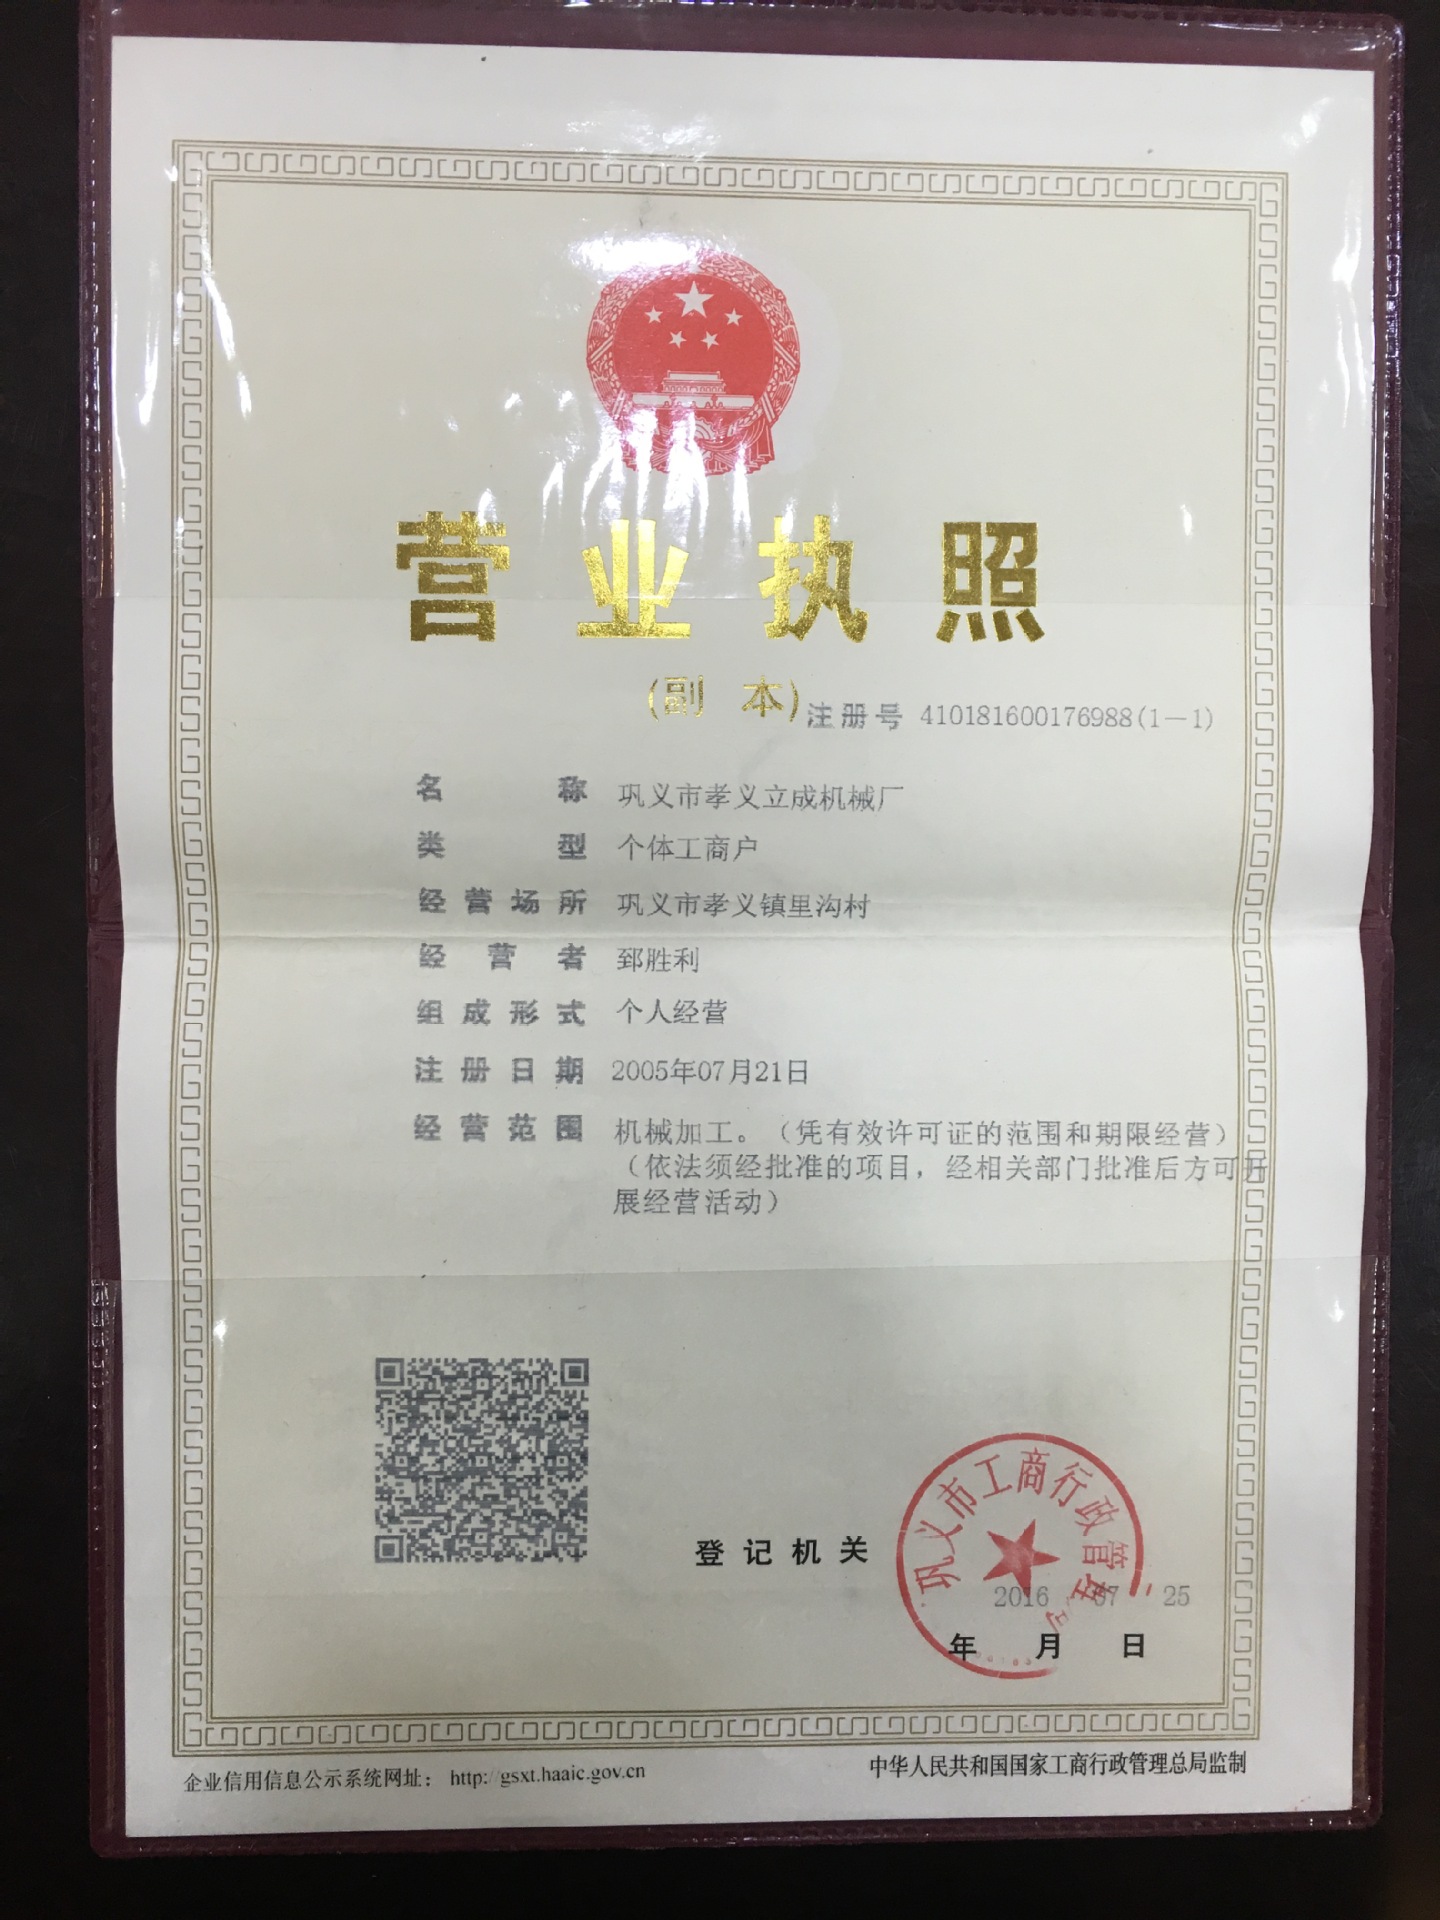 营业执照
(副 本)
注册号 410181600176988(1-1)
名称 巩义市孝义立成机械厂
类型 个体工商户
经营场所 巩义市孝义镇里沟村
经营者 郅胜利
组成形式 个人经营
注册日期 2005年07月21日
经营范围 机械加工。（凭有效许可证的范围和期限经营）
（依法须经批准的项目，经相关部门批准后方可开
展经营活动）
巩义市工商行政管理
登记机关
2016 07 25
年 月 日
企业信用信息公示系统网址： http://gsxt.haaic.gov.cn
中华人民共和国国家工商行政管理总局监制